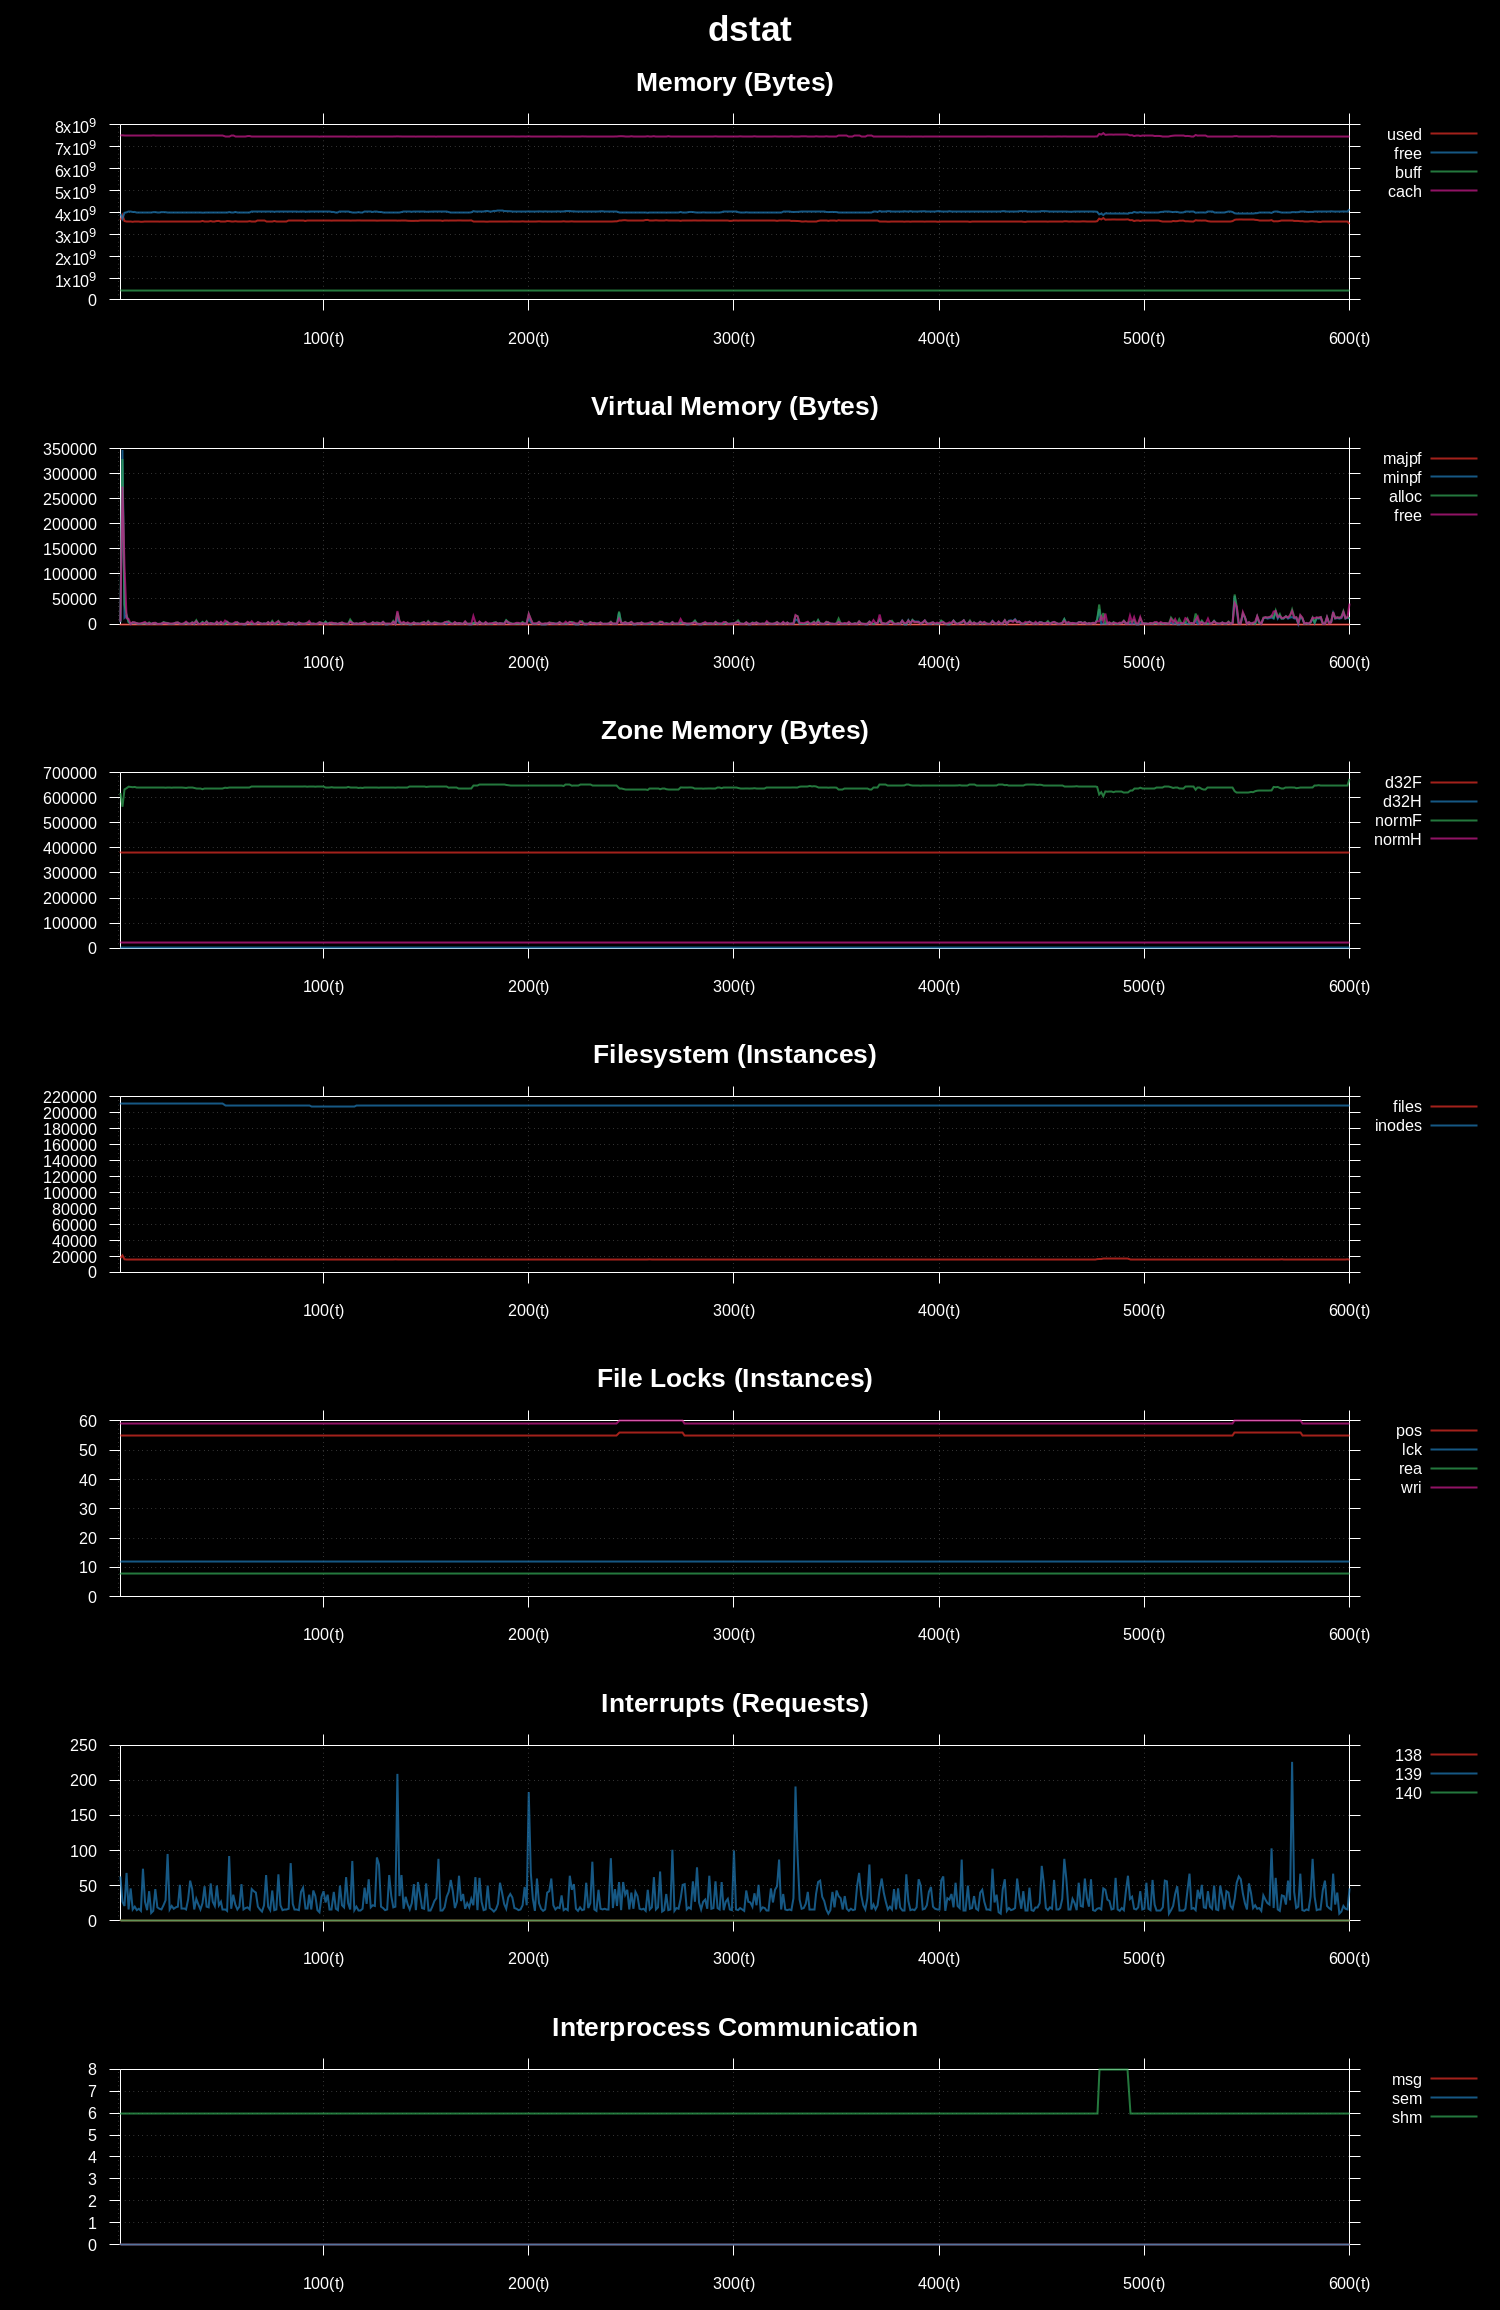 dstat
Memory (Bytes)
8x10⁹
7x10⁹
6x10⁹
5x10⁹
4x10⁹
3x10⁹
2x10⁹
1x10⁹
0
used
free
buff
cach
100(t) 200(t) 300(t) 400(t) 500(t) 600(t)
Virtual Memory (Bytes)
350000
300000
250000
200000
150000
100000
50000
0
majpf
minpf
alloc
free
100(t) 200(t) 300(t) 400(t) 500(t) 600(t)
Zone Memory (Bytes)
700000
600000
500000
400000
300000
200000
100000
0
d32F
d32H
normF
normH
100(t) 200(t) 300(t) 400(t) 500(t) 600(t)
Filesystem (Instances)
220000
200000
180000
160000
140000
120000
100000
80000
60000
40000
20000
0
files
inodes
100(t) 200(t) 300(t) 400(t) 500(t) 600(t)
File Locks (Instances)
60
50
40
30
20
10
0
pos
lck
rea
wri
100(t) 200(t) 300(t) 400(t) 500(t) 600(t)
Interrupts (Requests)
250
200
150
100
50
0
138
139
140
100(t) 200(t) 300(t) 400(t) 500(t) 600(t)
Interprocess Communication
8
7
6
5
4
3
2
1
0
msg
sem
shm
100(t) 200(t) 300(t) 400(t) 500(t) 600(t)